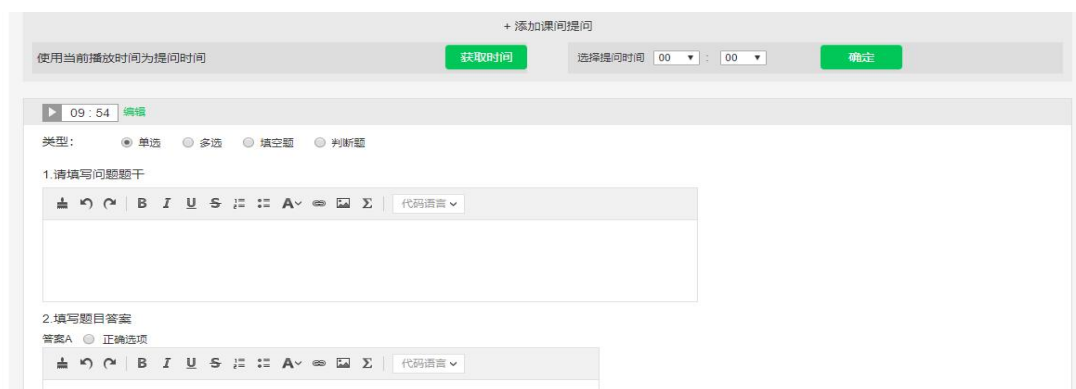 + 添加课间提问
使用当前播放时间为提问时间 获取时间 选择提问时间 00 : 00 确定
09 : 54 编辑
类型: 单选 多选 填空题 判断题
1.请填写问题题干
B I U S A Σ 代码语言
2.填写题目答案
答案A 正确选项
B I U S A Σ 代码语言